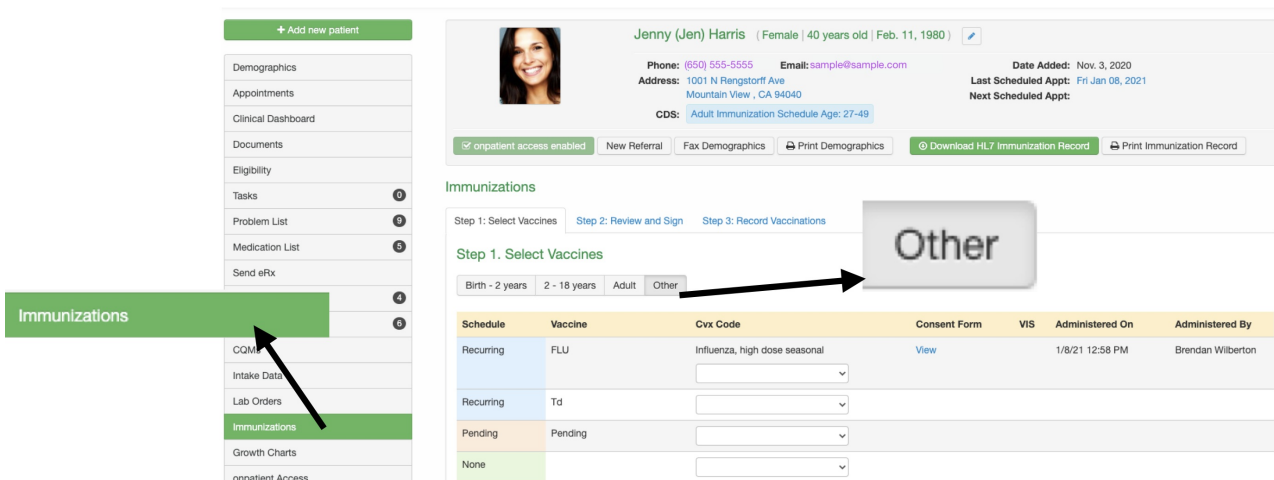 + Add new patient
Demographics
Appointments
Clinical Dashboard
Documents
Eligibility
Tasks 0
Problem List 9
Medication List 5
Send eRx
4
6
Immunizations
CQMs
Intake Data
Lab Orders
Immunizations
Growth Charts
onpatient Access
Jenny (Jen) Harris ( Female | 40 years old | Feb. 11, 1980 )
Phone: (650) 555-5555 Email: sample@sample.com Date Added: Nov. 3, 2020
Address: 1001 N Rengstorff Ave Last Scheduled Appt: Fri Jan 08, 2021
Mountain View , CA 94040 Next Scheduled Appt:
CDS: Adult Immunization Schedule Age: 27-49
onpatient access enabled New Referral Fax Demographics Print Demographics Download HL7 Immunization Record Print Immunization Record
Immunizations
Step 1: Select Vaccines Step 2: Review and Sign Step 3: Record Vaccinations
Other
Step 1. Select Vaccines
Birth - 2 years 2 - 18 years Adult Other
Schedule Vaccine Cvx Code Consent Form VIS Administered On Administered By
Recurring FLU Influenza, high dose seasonal View 1/8/21 12:58 PM Brendan Wilberton
Recurring Td
Pending Pending
None